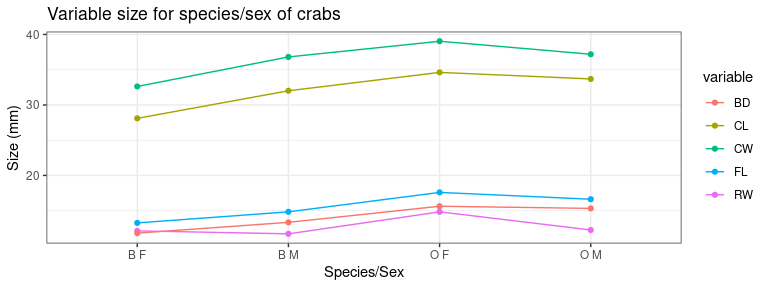 Variable size for species/sex of crabs
40
30
20
Size (mm)
B F
B M
O F
O M
Species/Sex
variable
BD
CL
CW
FL
RW